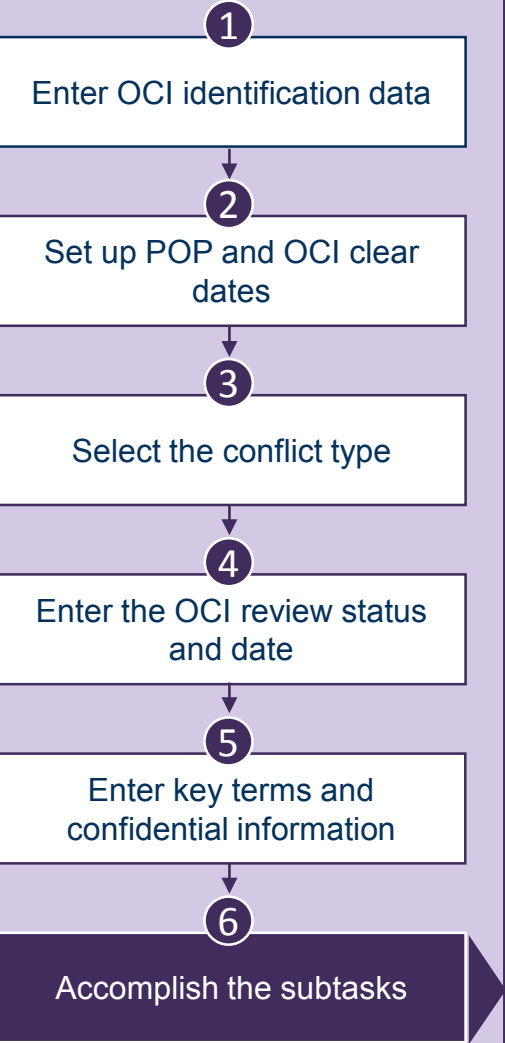 1
Enter OCI identification data
2
Set up POP and OCI clear
dates
3
Select the conflict type
4
Enter the OCI review status
and date
5
Enter key terms and
confidential information
6
Accomplish the subtasks